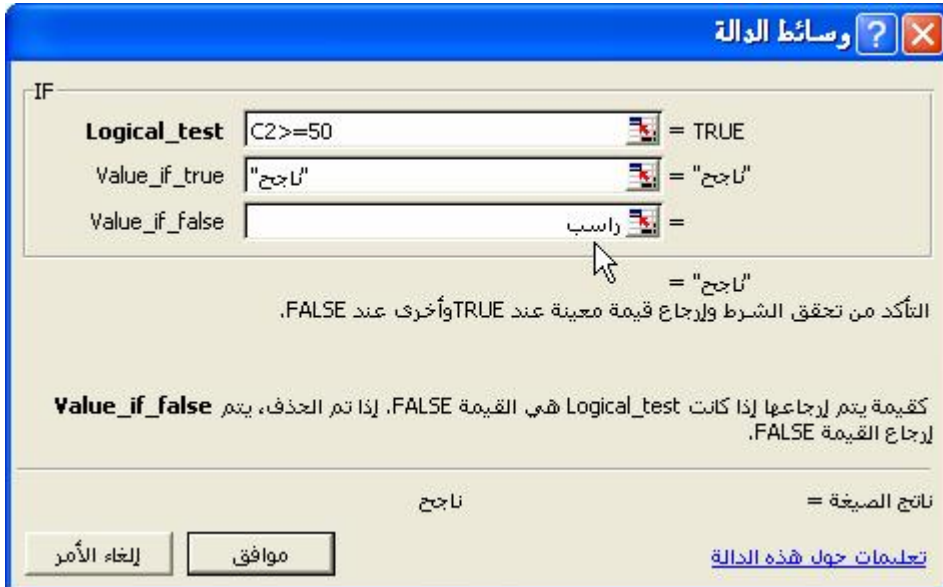 وسائط الدالة
IF
Logical_test C2>=50 = TRUE
Value_if_true "ناجح" = "ناجح"
Value_if_false راسب =
= "ناجح"
التأكد من تحقق الشرط وإرجاع قيمة معينة عند TRUEوأخرى عند FALSE.
Value_if_false كقيمة يتم إرجاعها إذا كانت Logical_test هي القيمة FALSE. إذا تم الحذف، يتم
إرجاع القيمة FALSE.
ناتج الصيغة = ناجح
تعليمات حول هذه الدالة موافق إلغاء الأمر